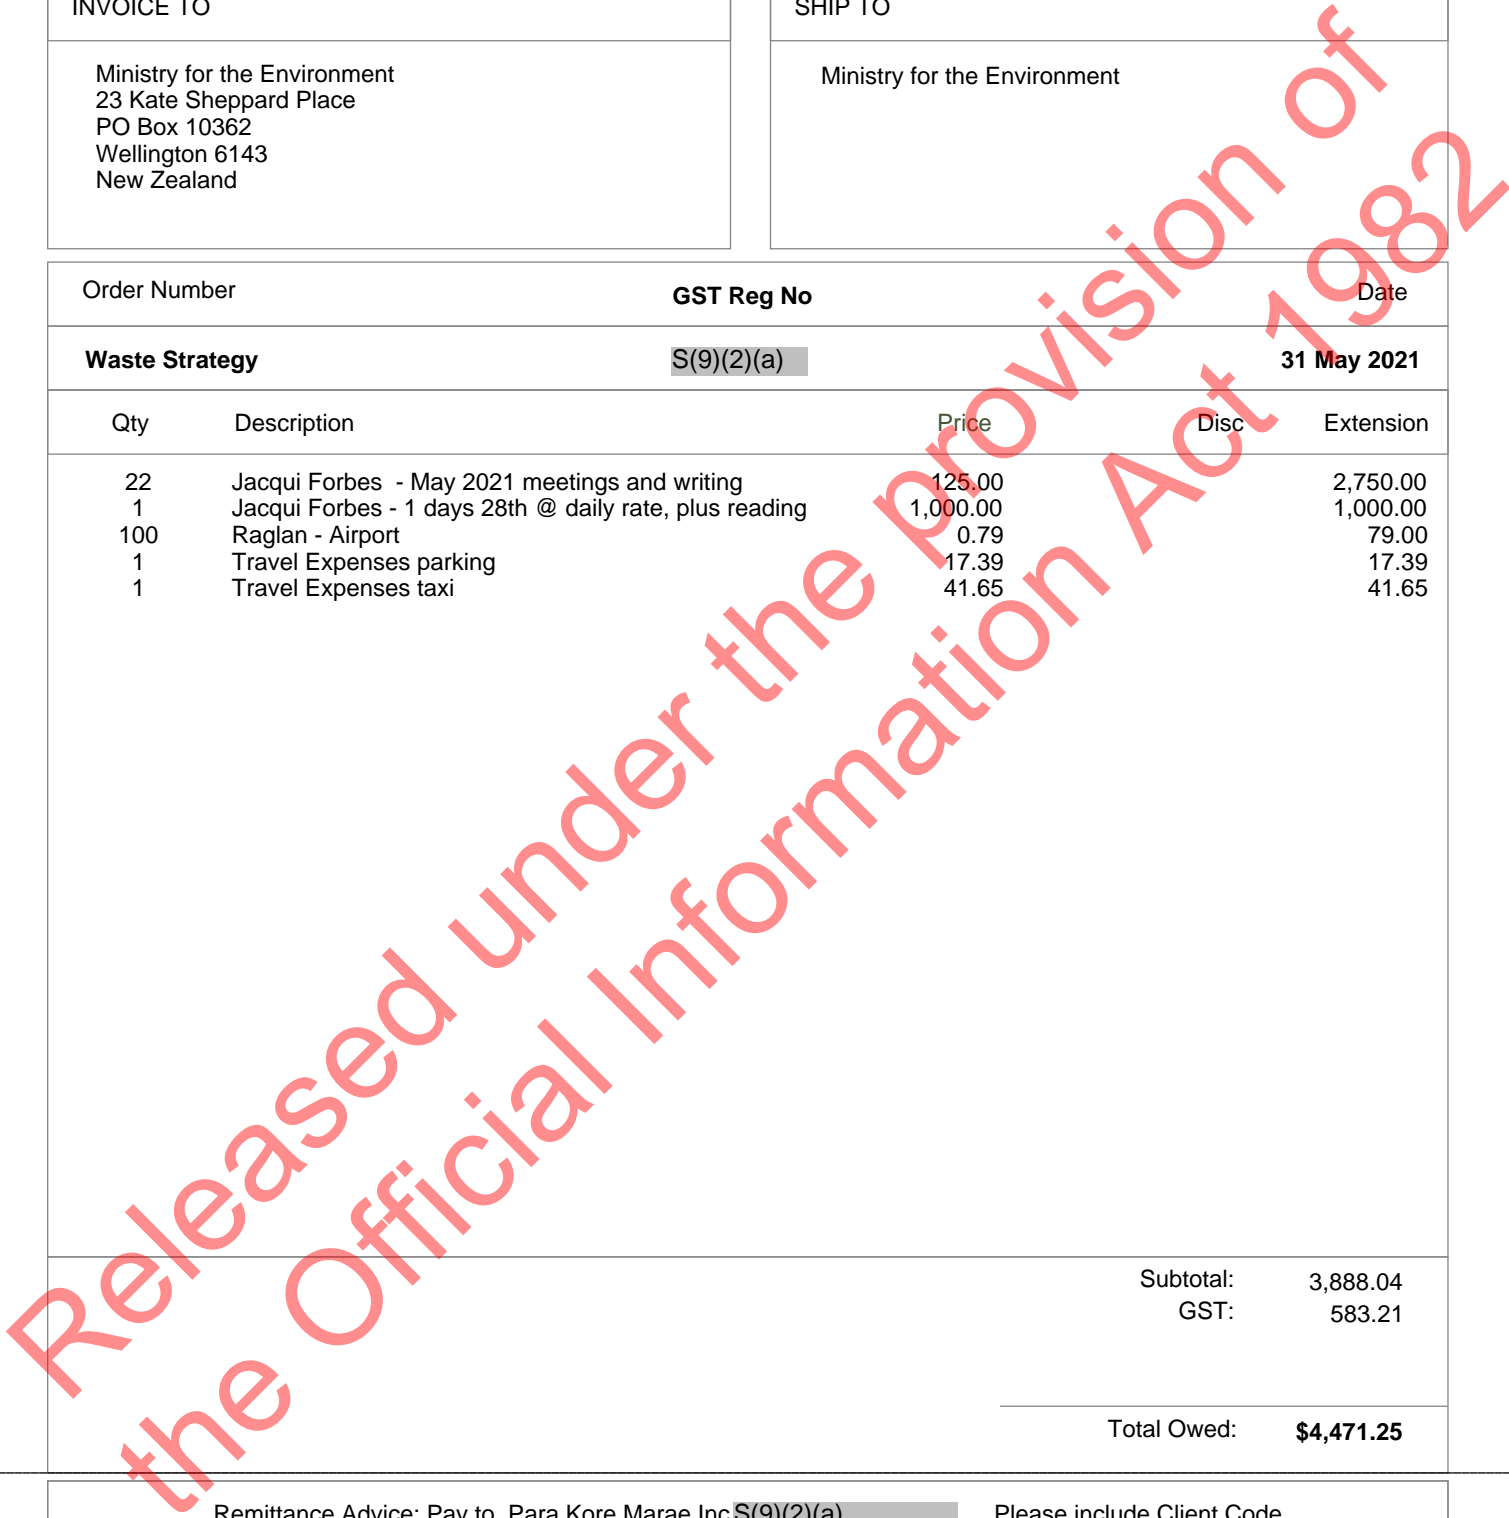 INVOICE TO
SHIP TO
Ministry for the Environment
23 Kate Sheppard Place
PO Box 10362
Wellington 6143
New Zealand
Ministry for the Environment
Order Number GST Reg No Date
Waste Strategy S(9)(2)(a) 31 May 2021
Qty Description Price Disc Extension
22 Jacqui Forbes - May 2021 meetings and writing 125.00 2,750.00
1 Jacqui Forbes - 1 days 28th @ daily rate, plus reading 1,000.00 1,000.00
100 Raglan - Airport 0.79 79.00
1 Travel Expenses parking 17.39 17.39
1 Travel Expenses taxi 41.65 41.65
Subtotal: 3,888.04
GST: 583.21
Total Owed: $4,471.25
Remittance Advice: Pay to Para Kore Marae Inc S(9)(2)(a) Please include Client Code
Released under the provision of
the Official Information Act 1982